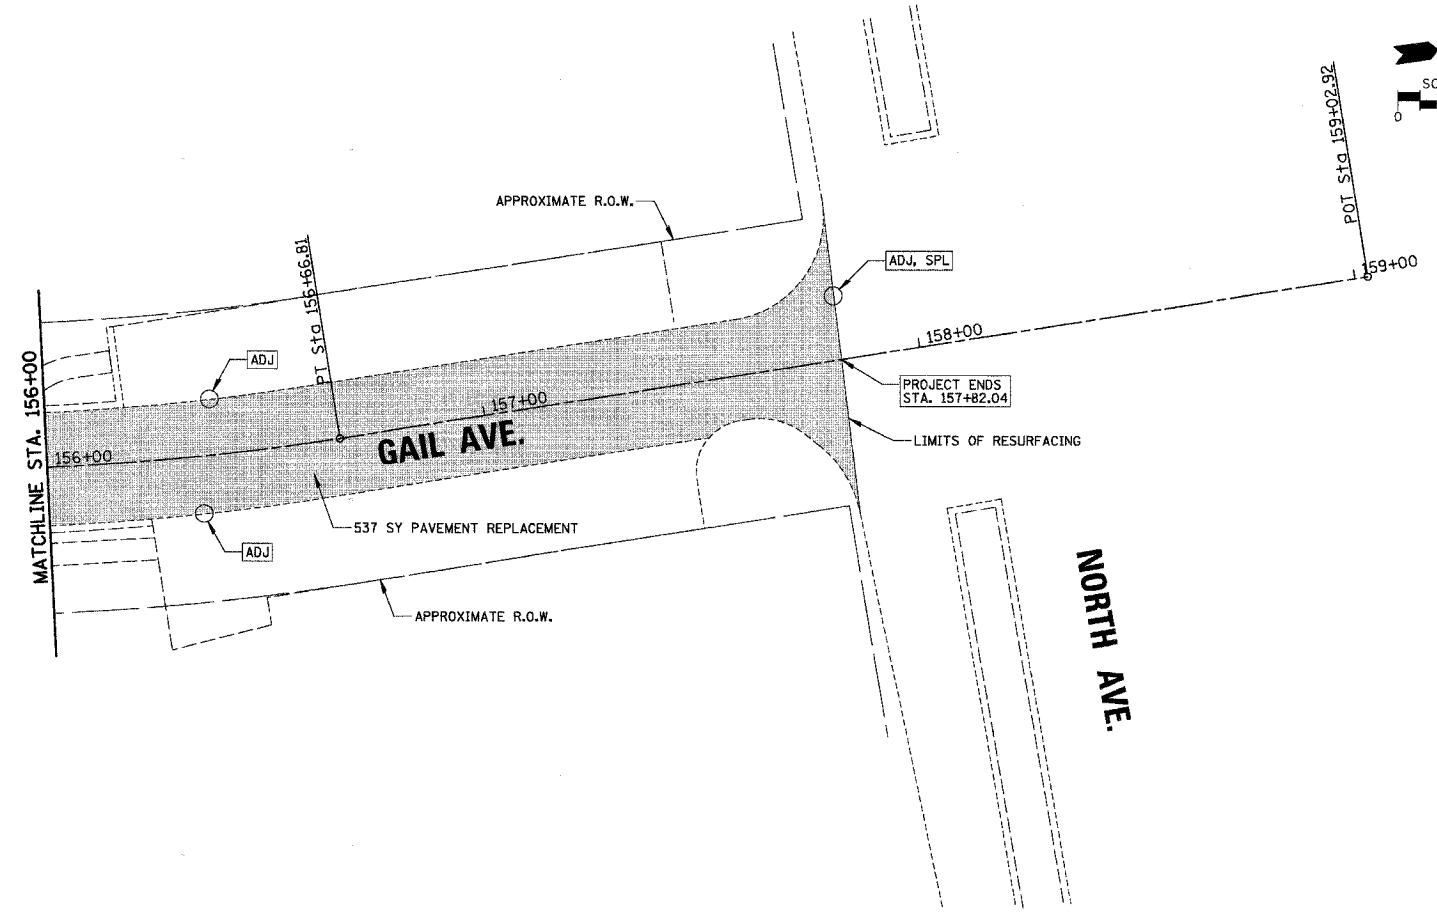 POT Sta 159+02.92
SC
0
APPROXIMATE R.O.W.
PI Sta 156+66.81
ADJ, SPL
159+00
158+00
ADJ
MATCHLINE STA. 156+00
PROJECT ENDS
STA. 157+82.04
157+00
GAIL AVE.
LIMITS OF RESURFACING
156+00
537 SY PAVEMENT REPLACEMENT
ADJ
NORTH AVE.
APPROXIMATE R.O.W.